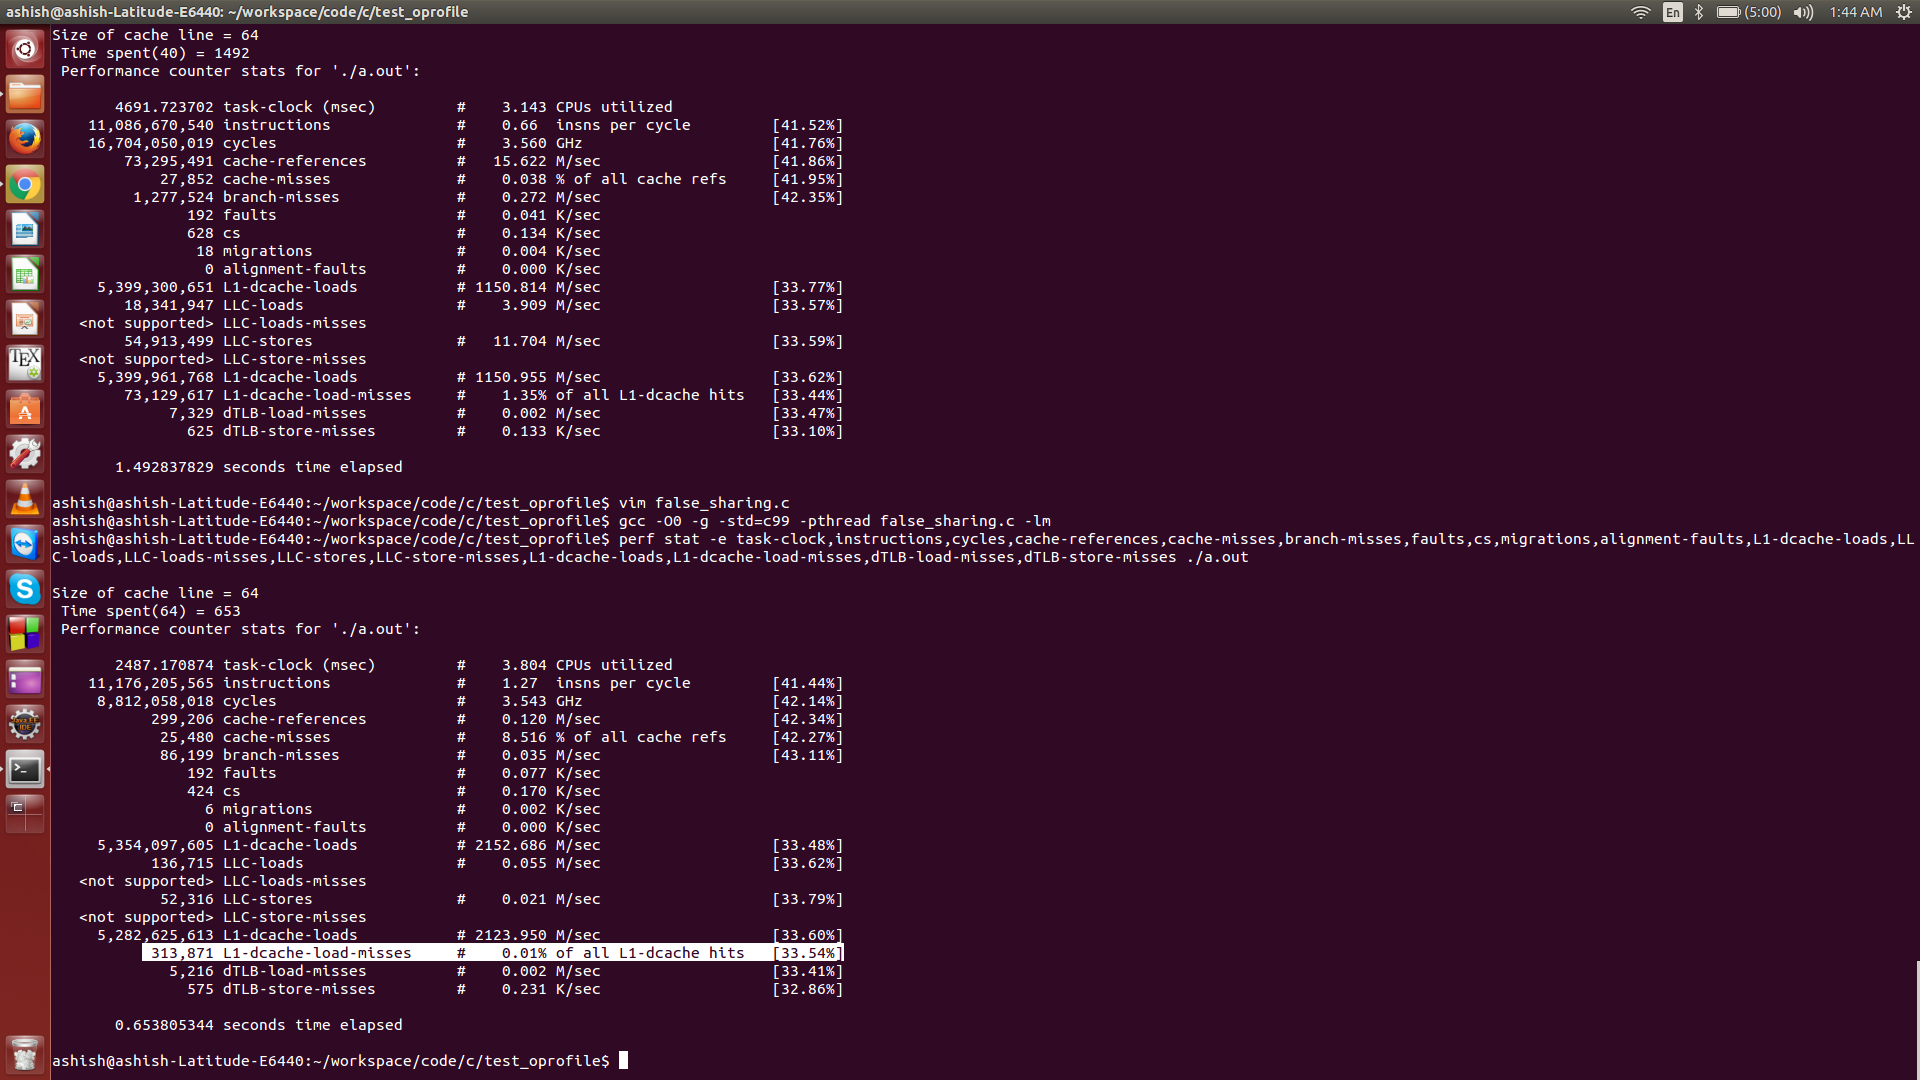 ashish@ashish-Latitude-E6440: ~/workspace/code/c/test_oprofile
En (5:00) 1:44 AM
Size of cache line = 64
Time spent(40) = 1492
Performance counter stats for './a.out':
4691.723702 task-clock (msec) # 3.143 CPUs utilized
11,086,670,540 instructions # 0.66 insns per cycle [41.52%]
16,704,050,019 cycles # 3.560 GHz [41.76%]
73,295,491 cache-references # 15.622 M/sec [41.86%]
27,852 cache-misses # 0.038 % of all cache refs [41.95%]
1,277,524 branch-misses # 0.272 M/sec [42.35%]
192 faults # 0.041 K/sec
628 cs # 0.134 K/sec
18 migrations # 0.004 K/sec
0 alignment-faults # 0.000 K/sec
5,399,300,651 L1-dcache-loads # 1150.814 M/sec [33.77%]
18,341,947 LLC-loads # 3.909 M/sec [33.57%]
<not supported> LLC-loads-misses
54,913,499 LLC-stores # 11.704 M/sec [33.59%]
<not supported> LLC-store-misses
5,399,961,768 L1-dcache-loads # 1150.955 M/sec [33.62%]
73,129,617 L1-dcache-load-misses # 1.35% of all L1-dcache hits [33.44%]
7,329 dTLB-load-misses # 0.002 M/sec [33.47%]
625 dTLB-store-misses # 0.133 K/sec [33.10%]
1.492837829 seconds time elapsed
ashish@ashish-Latitude-E6440:~/workspace/code/c/test_oprofile$ vim false_sharing.c
ashish@ashish-Latitude-E6440:~/workspace/code/c/test_oprofile$ gcc -O0 -g -std=c99 -pthread false_sharing.c -lm
ashish@ashish-Latitude-E6440:~/workspace/code/c/test_oprofile$ perf stat -e task-clock,instructions,cycles,cache-references,cache-misses,branch-misses,faults,cs,migrations,alignment-faults,L1-dcache-loads,LL
C-loads,LLC-loads-misses,LLC-stores,LLC-store-misses,L1-dcache-loads,L1-dcache-load-misses,dTLB-load-misses,dTLB-store-misses ./a.out
Size of cache line = 64
Time spent(64) = 653
Performance counter stats for './a.out':
2487.170874 task-clock (msec) # 3.804 CPUs utilized
11,176,205,565 instructions # 1.27 insns per cycle [41.44%]
8,812,058,018 cycles # 3.543 GHz [42.14%]
299,206 cache-references # 0.120 M/sec [42.34%]
25,480 cache-misses # 8.516 % of all cache refs [42.27%]
86,199 branch-misses # 0.035 M/sec [43.11%]
192 faults # 0.077 K/sec
424 cs # 0.170 K/sec
6 migrations # 0.002 K/sec
0 alignment-faults # 0.000 K/sec
5,354,097,605 L1-dcache-loads # 2152.686 M/sec [33.48%]
136,715 LLC-loads # 0.055 M/sec [33.62%]
<not supported> LLC-loads-misses
52,316 LLC-stores # 0.021 M/sec [33.79%]
<not supported> LLC-store-misses
5,282,625,613 L1-dcache-loads # 2123.950 M/sec [33.60%]
313,871 L1-dcache-load-misses # 0.01% of all L1-dcache hits [33.54%]
5,216 dTLB-load-misses # 0.002 M/sec [33.41%]
575 dTLB-store-misses # 0.231 K/sec [32.86%]
0.653805344 seconds time elapsed
ashish@ashish-Latitude-E6440:~/workspace/code/c/test_oprofile$